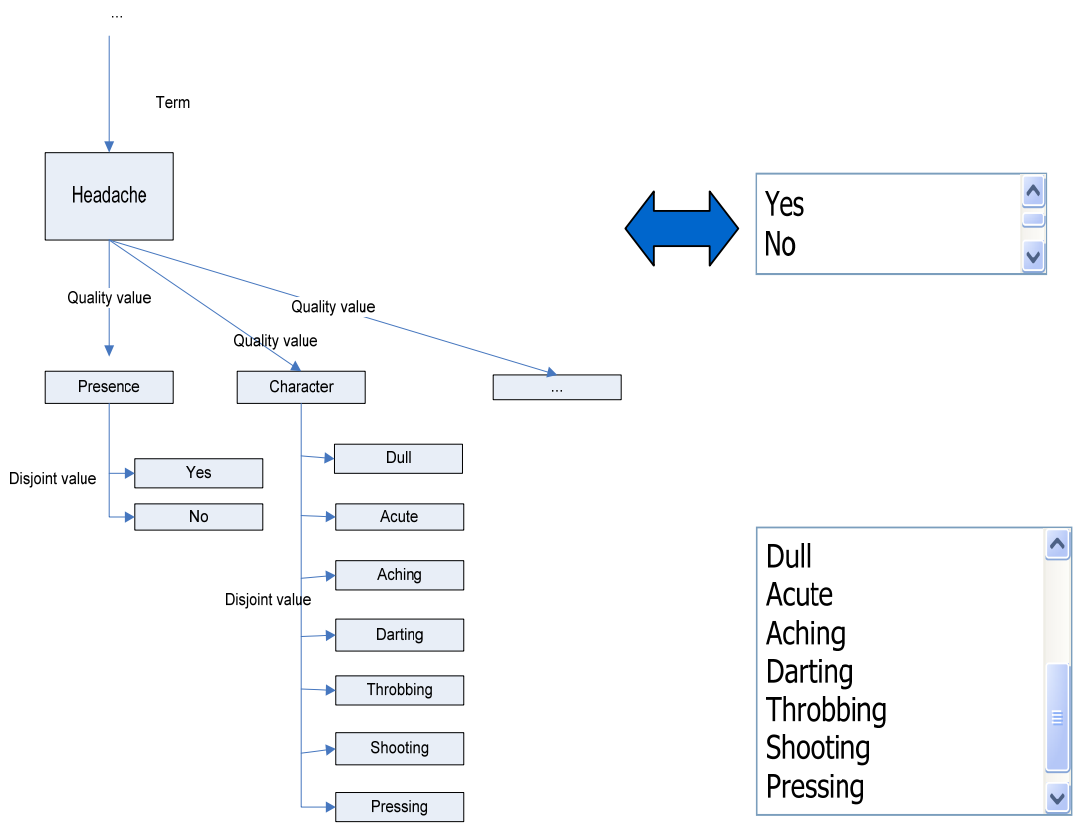 ...
Term
Headache
Yes
No
Quality value
Quality value
Quality value
Presence
Character
...
Disjoint value
Yes
No
Dull
Acute
Aching
Disjoint value
Darting
Throbbing
Shooting
Pressing
Dull
Acute
Aching
Darting
Throbbing
Shooting
Pressing